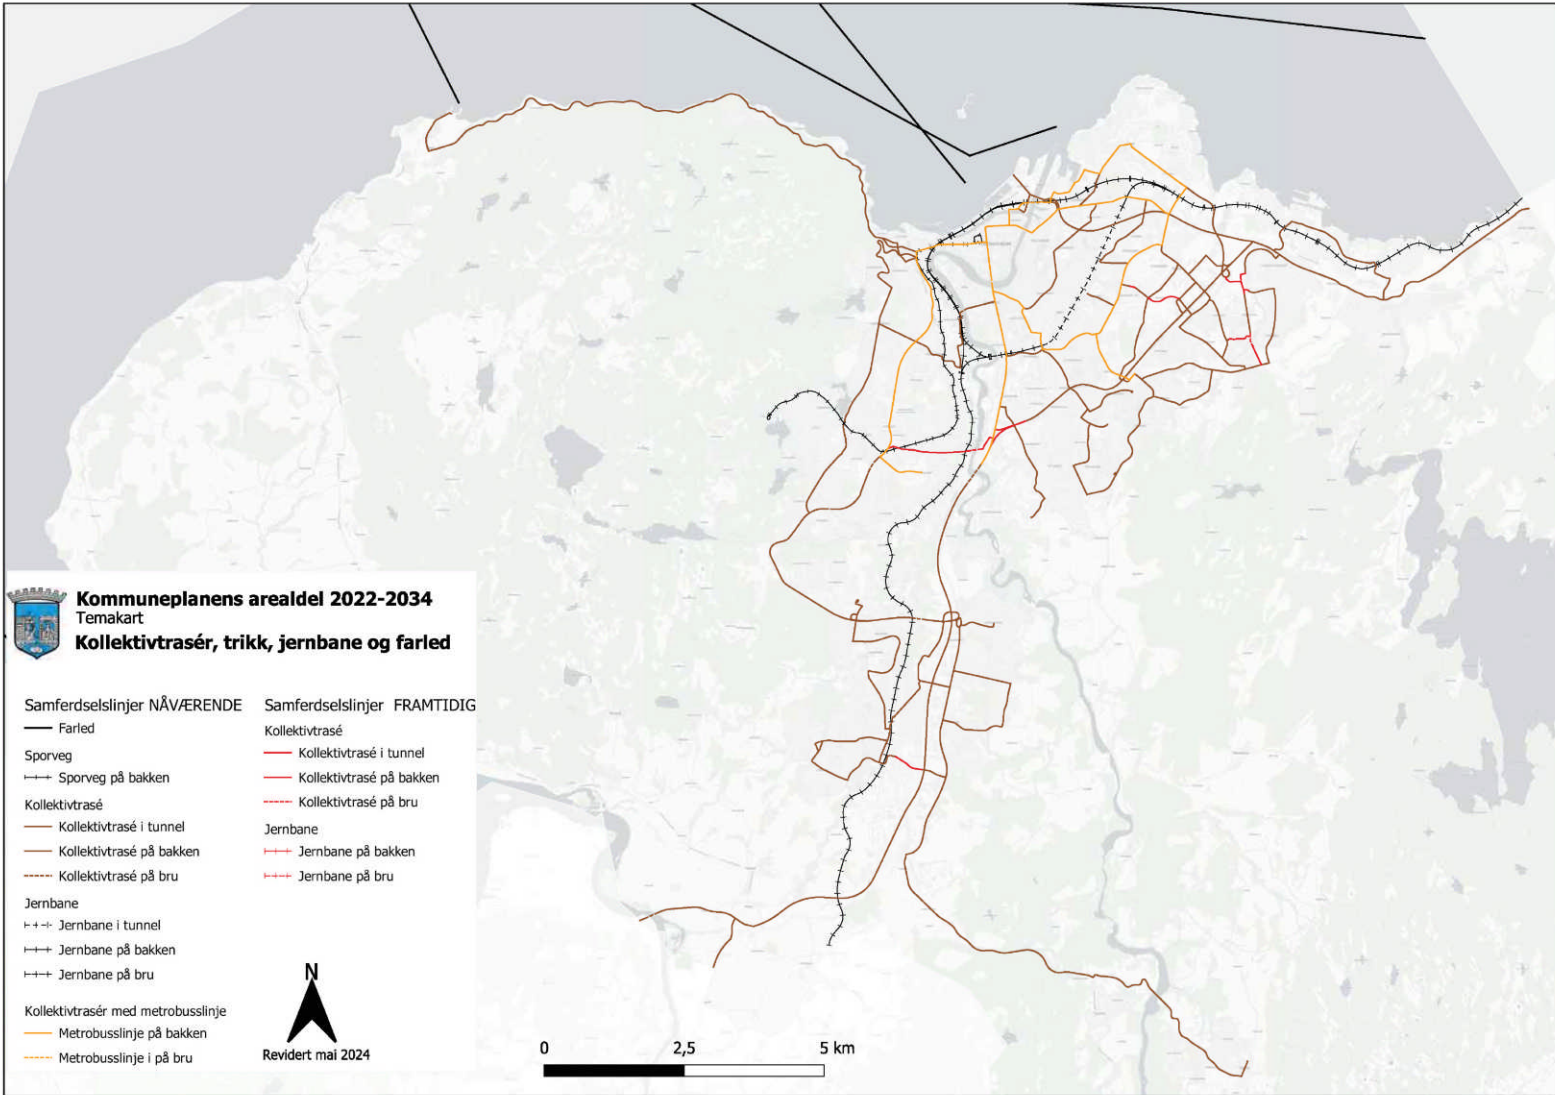 Kommuneplanens arealdel 2022-2034
Temakart
Kollektivtrasér, trikk, jernbane og farled
Samferdselslinjer NÅVÆRENDE
Farled
Sporveg
Sporveg på bakken
Kollektivtrasé
Kollektivtrasé i tunnel
Kollektivtrasé på bakken
Kollektivtrasé på bru
Jernbane
Jernbane i tunnel
Jernbane på bakken
Jernbane på bru
Kollektivtrasér med metrobusslinje
Metrobusslinje på bakken
Metrobusslinje i på bru
Samferdselslinjer FRAMTIDIG
Kollektivtrasé
Kollektivtrasé i tunnel
Kollektivtrasé på bakken
Kollektivtrasé på bru
Jernbane
Jernbane på bakken
Jernbane på bru
N
Revidert mai 2024
0 2,5 5 km